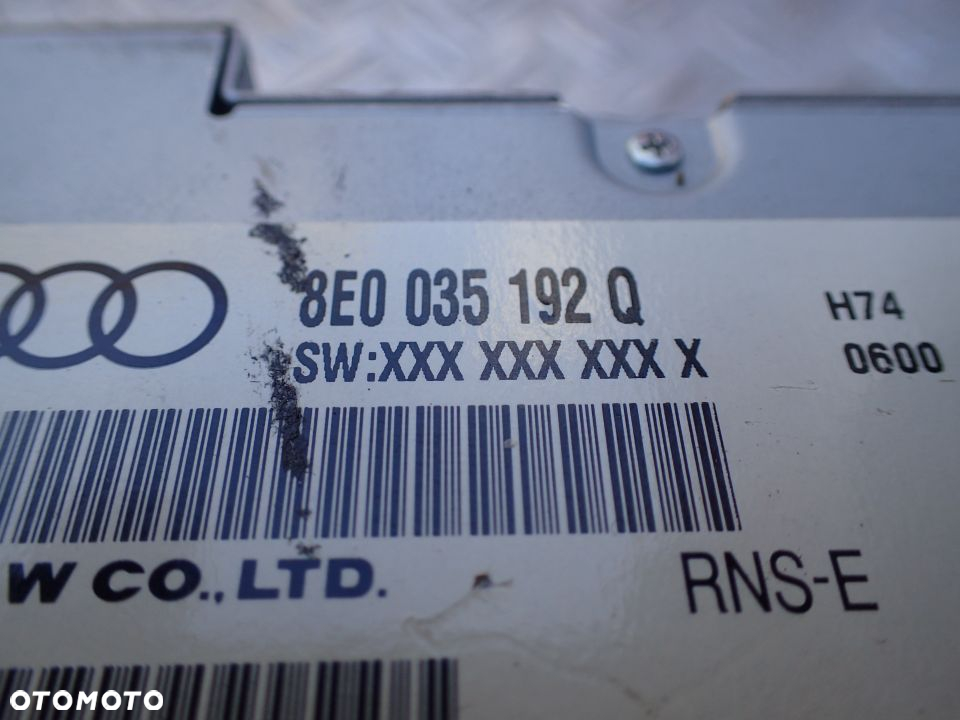 8E0 035 192 Q
H74
SW:XXX XXX XXX X
0600
W CO., LTD.
RNS-E
OTOMOTO